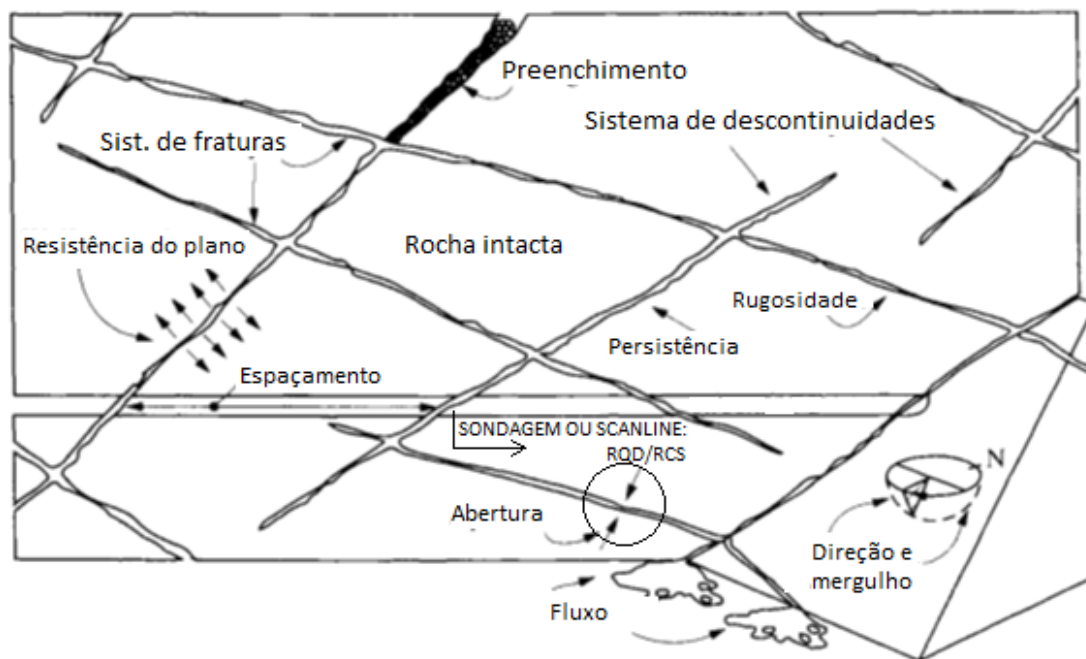 Preenchimento
Sistema de descontinuidades
Sist. de fraturas
Resistência do plano
Rocha intacta
Rugosidade
Persistência
Espaçamento
SONDAGEM OU SCANLINE:
RQD/RCS
N
Abertura
Direção e
mergulho
Fluxo